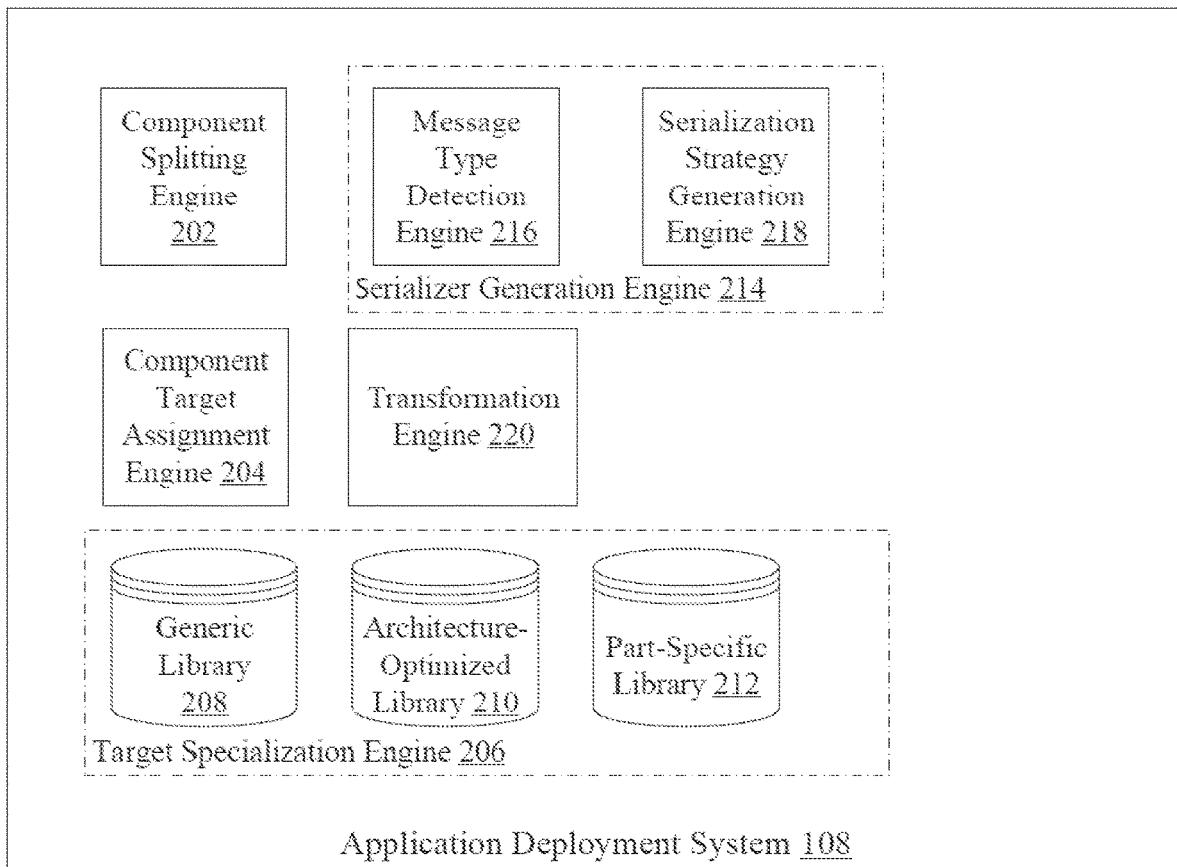 Component
Splitting
Engine
202
Message
Type
Detection
Engine 216
Serialization
Strategy
Generation
Engine 218
Serializer Generation Engine 214
Component
Target
Assignment
Engine 204
Transformation
Engine 220
Generic
Library
208
Architecture-
Optimized
Library 210
Part-Specific
Library 212
Target Specialization Engine 206
Application Deployment System 108